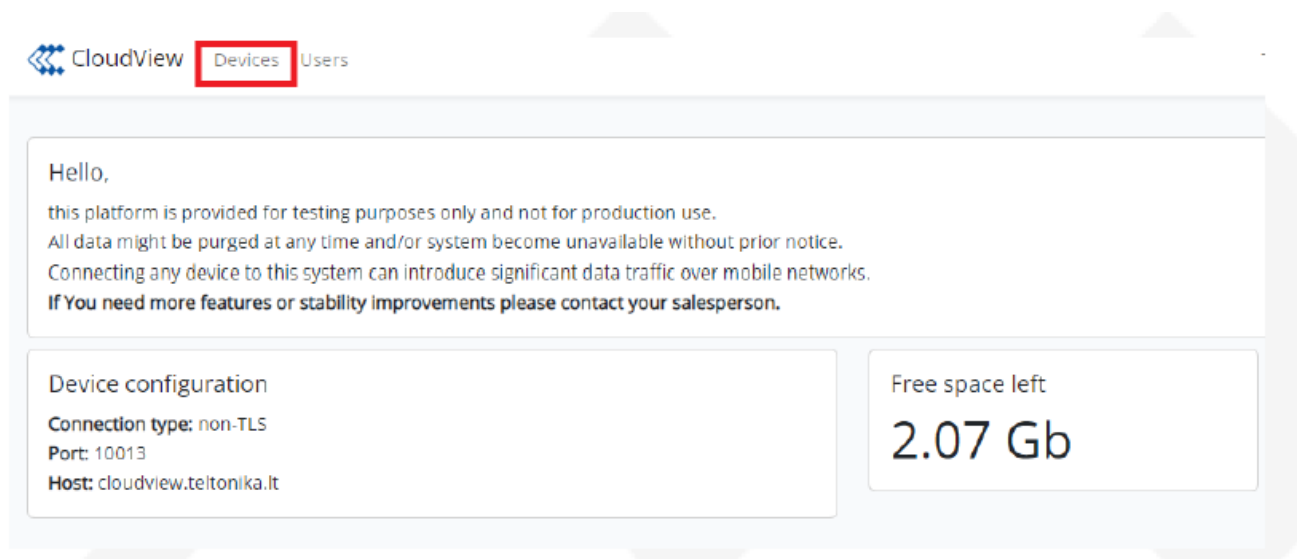 CloudView Devices Users
Hello,
this platform is provided for testing purposes only and not for production use.
All data might be purged at any time and/or system become unavailable without prior notice.
Connecting any device to this system can introduce significant data traffic over mobile networks.
If You need more features or stability improvements please contact your salesperson.
Device configuration
Connection type: non-TLS
Port: 10013
Host: cloudview.teltonika.lt
Free space left
2.07 Gb